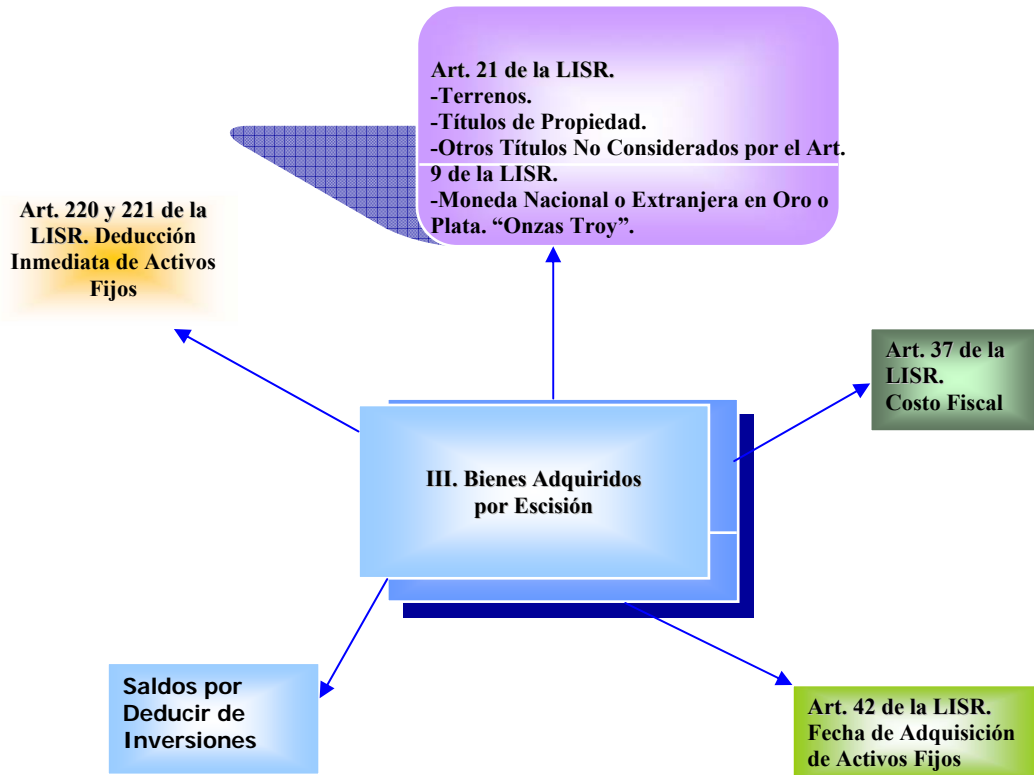 Art. 21 de la LISR.
-Terrenos.
-Títulos de Propiedad.
-Otros Títulos No Considerados por el Art.
9 de la LISR.
-Moneda Nacional o Extranjera en Oro o
Plata. “Onzas Troy”.
Art. 220 y 221 de la
LISR. Deducción
Inmediata de Activos
Fijos
Art. 37 de la
LISR.
Costo Fiscal
III. Bienes Adquiridos
por Escisión
Saldos por
Deducir de
Inversiones
Art. 42 de la LISR.
Fecha de Adquisición
de Activos Fijos